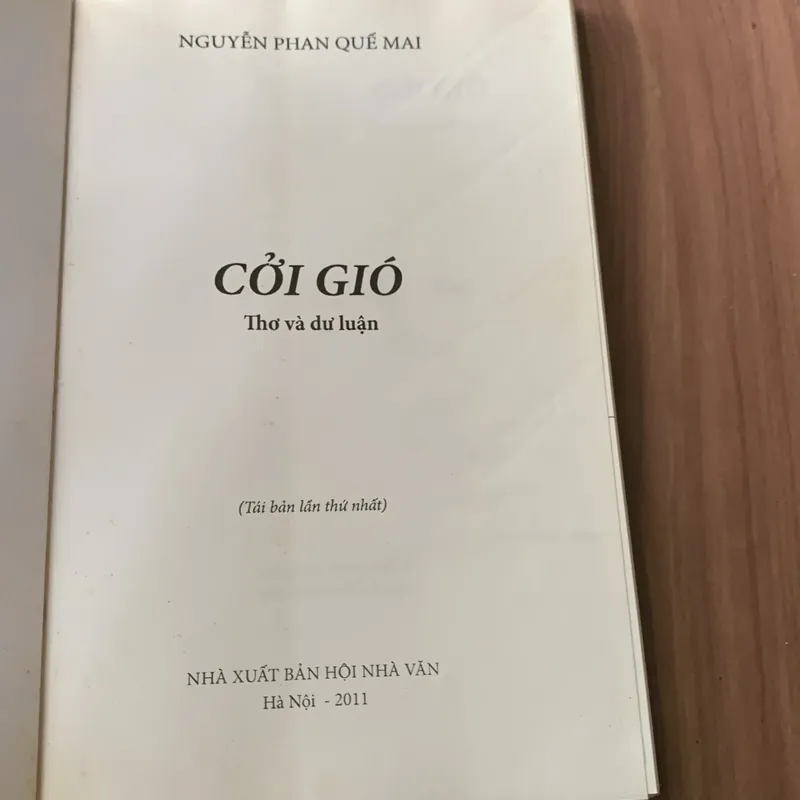 NGUYỄN PHAN QUẾ MAI
CỞI GIÓ
Thơ và dư luận
(Tái bản lần thứ nhất)
NHÀ XUẤT BẢN HỘI NHÀ VĂN
Hà Nội - 2011